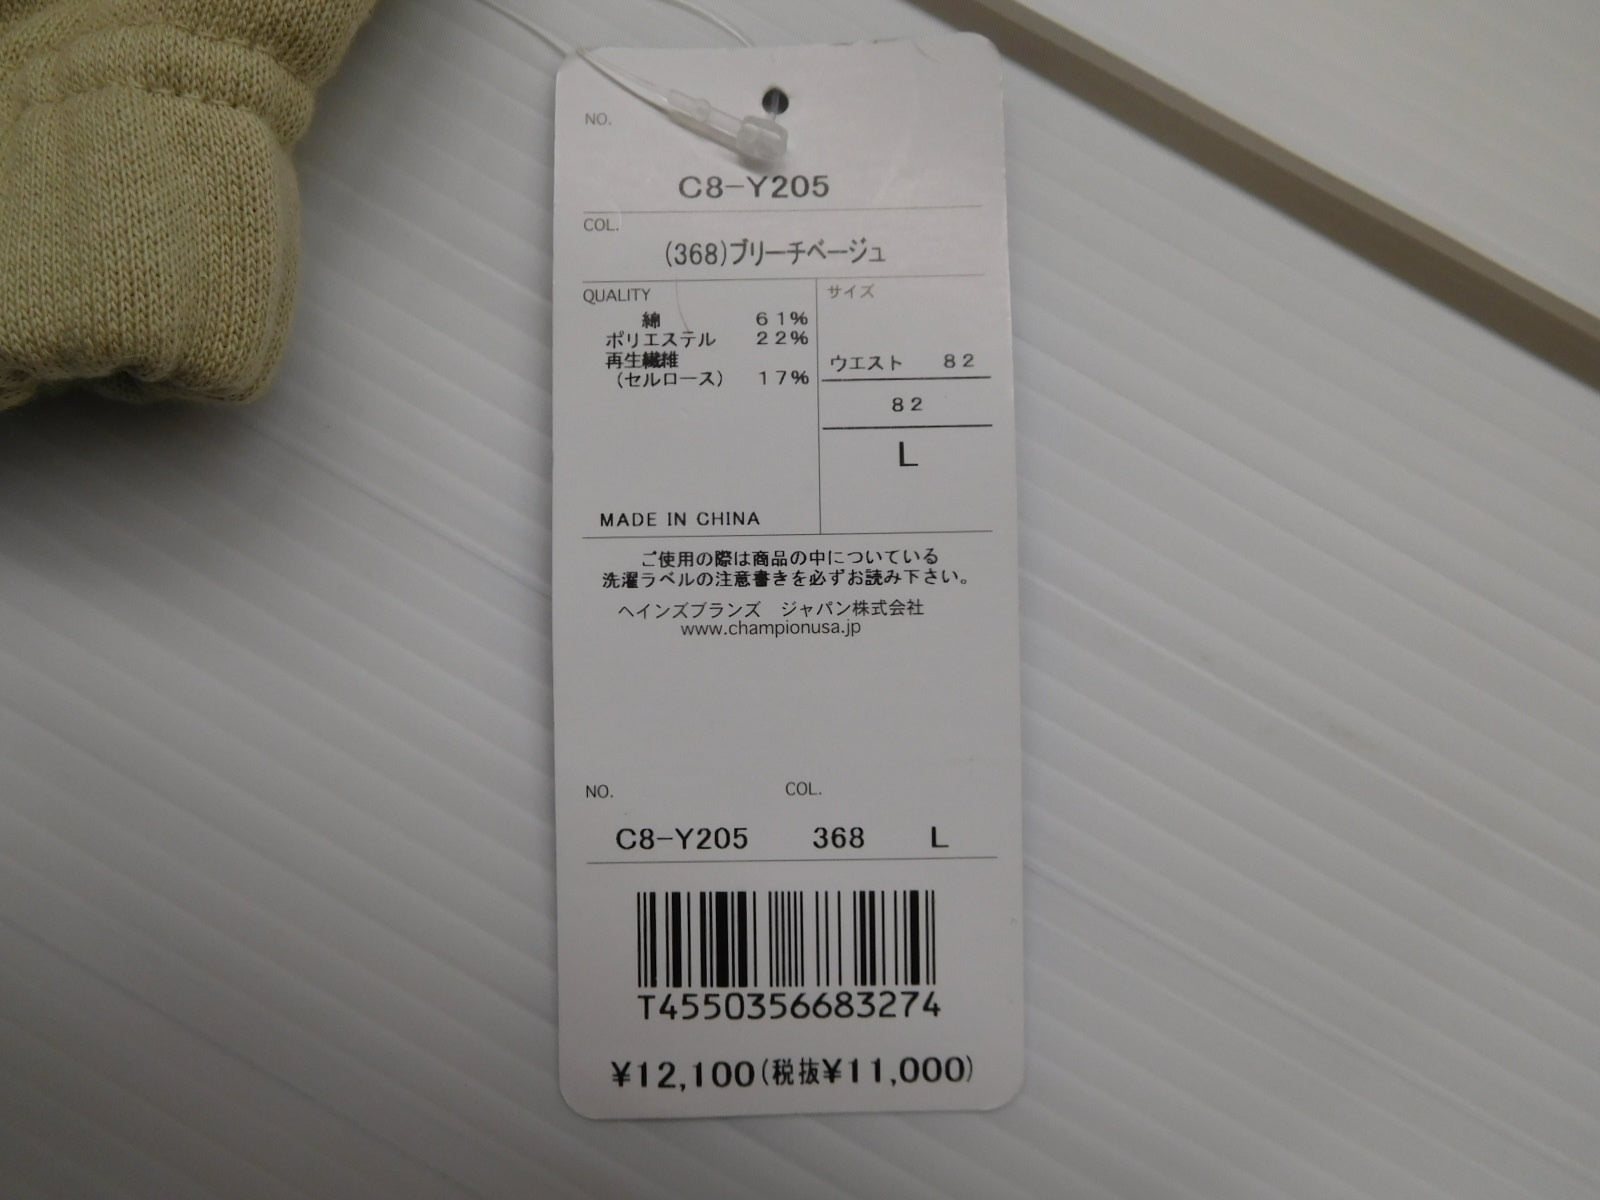 NO.
C8-Y205
COL.
(368)ブリーチベージュ
QUALITY
綿 61%
ポリエステル 22%
再生繊維
(セルロース) 17%
MADE IN CHINA
サイズ
ウエスト 82
82
L
ご使用の際は商品の中についている
洗濯ラベルの注意書きを必ずお読み下さい。
ヘインズブランズ ジャパン株式会社
www.championusa.jp
NO. COL.
C8-Y205 368 L
T4550356683274
¥12,100(税抜¥11,000)